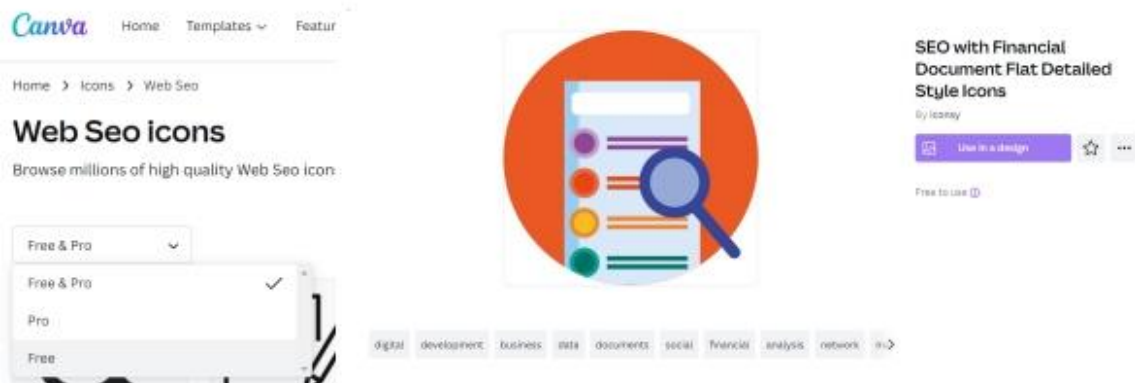 Canva Home Templates Featur
Home > Icons > Web Seo
Web Seo icons
Browse millions of high quality Web Seo icon
Free & Pro
Free & Pro
Pro
Free
digital development business data documents social financial analysis network
SEO with Financial
Document Flat Detailed
Style Icons
By iconsy
Use in a design
Free to use